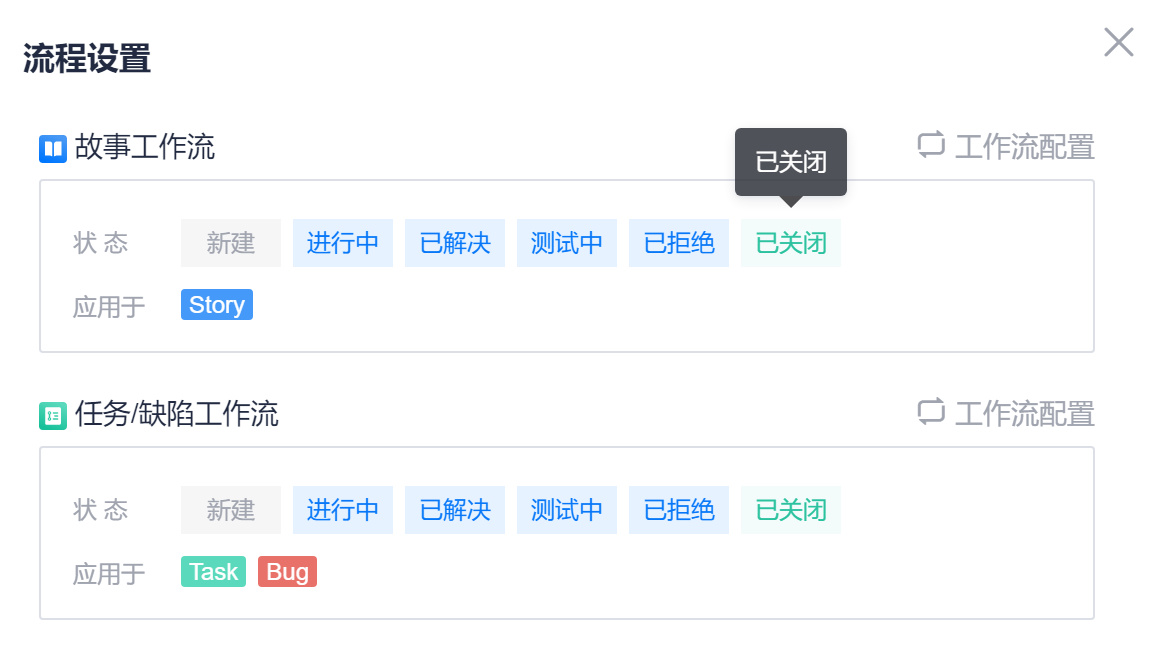 流程设置
故事工作流 工作流配置
已关闭
状 态 新建 进行中 已解决 测试中 已拒绝 已关闭
应用于 Story
任务/缺陷工作流 工作流配置
状 态 新建 进行中 已解决 测试中 已拒绝 已关闭
应用于 Task Bug